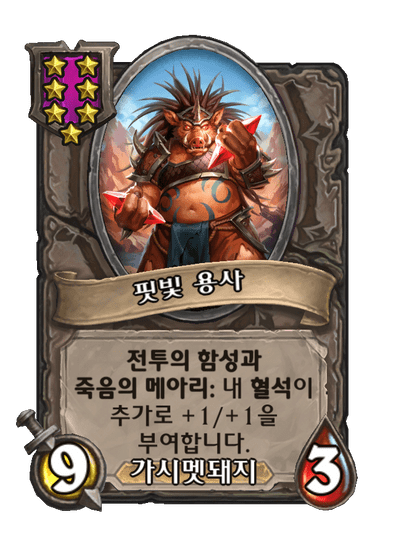 핏빛 용사
전투의 함성과
죽음의 메아리: 내 혈석이
추가로 +1/+1을
부여합니다.
가시멧돼지
9
3